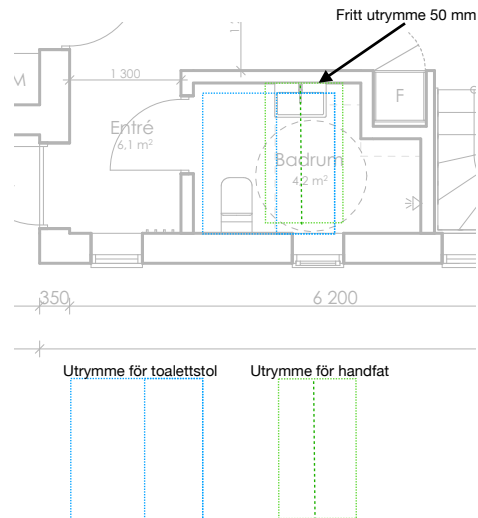 Fritt utrymme 50 mm
M
1 300
F
Entré
6,1 m²
Badrum
4,2 m²
350
6 200
Utrymme för toalettstol
Utrymme för handfat